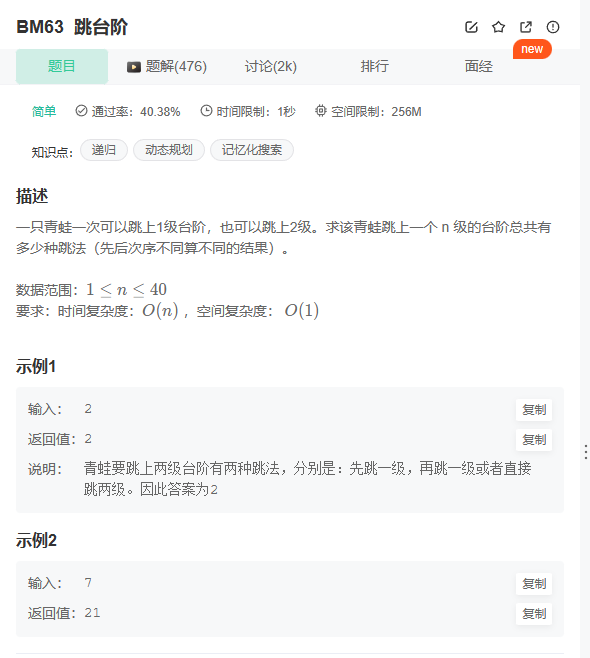 BM63 跳台阶
new
题目 题解(476) 讨论(2k) 排行 面经
简单 通过率：40.38% 时间限制：1秒 空间限制：256M
知识点： 递归 动态规划 记忆化搜索
描述
一只青蛙一次可以跳上1级台阶，也可以跳上2级。求该青蛙跳上一个 n 级的台阶总共有
多少种跳法（先后次序不同算不同的结果）。
数据范围：1 ≤ n ≤ 40
要求：时间复杂度：O(n) ，空间复杂度： O(1)
示例1
输入： 2 复制
返回值：2 复制
说明： 青蛙要跳上两级台阶有两种跳法，分别是：先跳一级，再跳一级或者直接
跳两级。因此答案为2
示例2
输入： 7 复制
返回值：21 复制